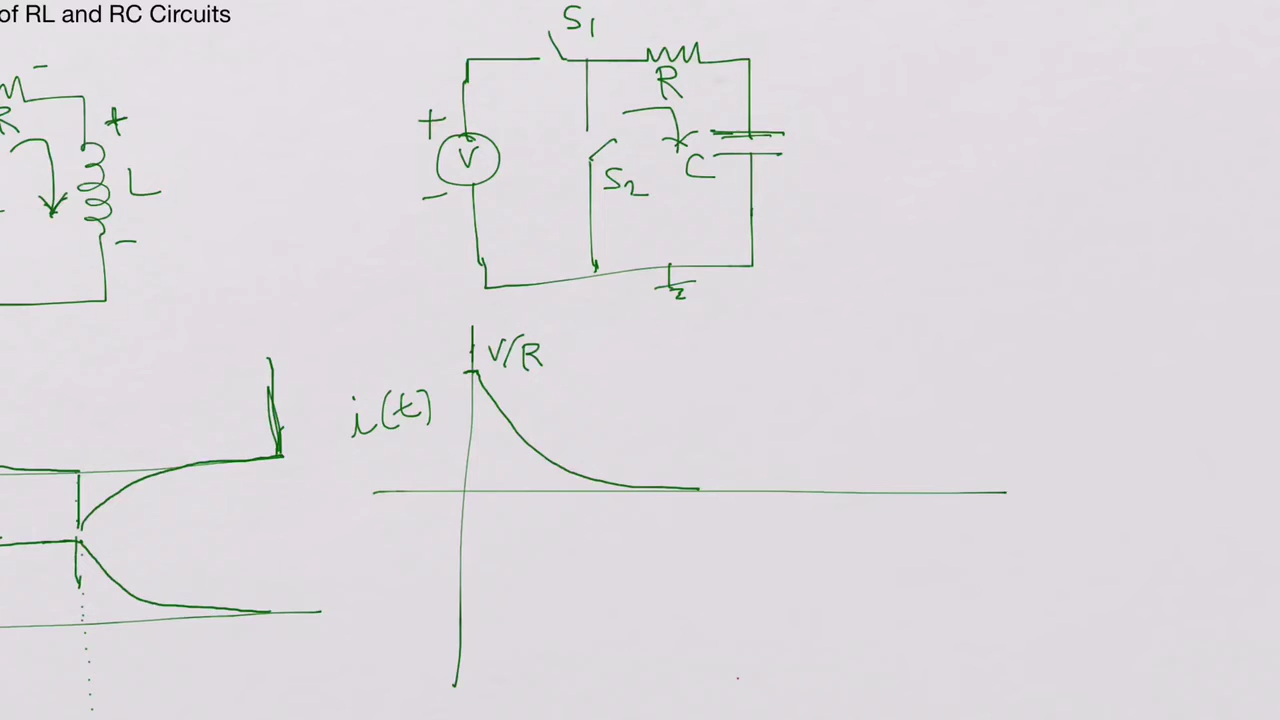 of RL and RC Circuits
S1
R
+
V
-
S2
C
-
R
+
L
-
V/R
i(t)